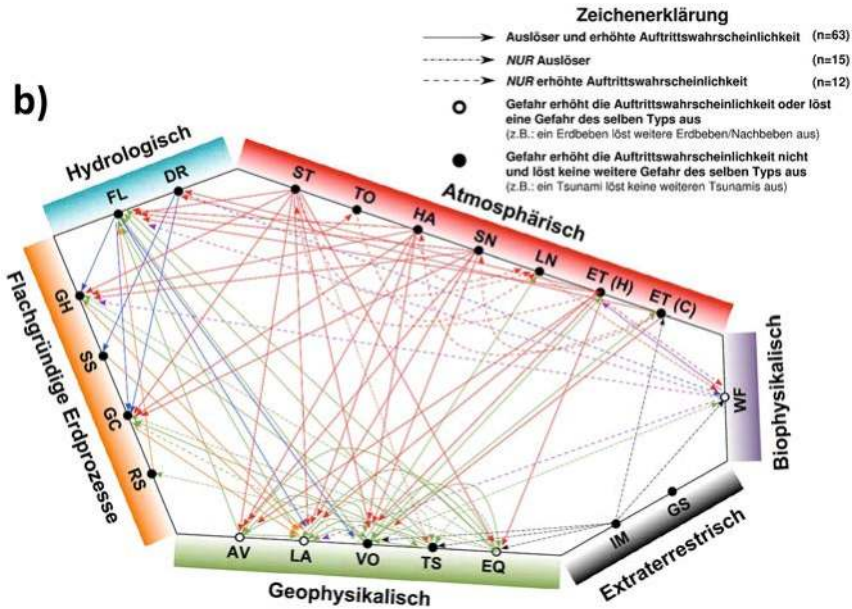 Zeichenerklärung
Auslöser und erhöhte Auftrittswahrscheinlichkeit (n=63)
NUR Auslöser (n=15)
NUR erhöhte Auftrittswahrscheinlichkeit (n=12)
Gefahr erhöht die Auftrittswahrscheinlichkeit oder löst
eine Gefahr des selben Typs aus
(z.B.: ein Erdbeben löst weitere Erdbeben/Nachbeben aus)
Gefahr erhöht die Auftrittswahrscheinlichkeit nicht
und löst keine weitere Gefahr des selben Typs aus
(z.B.: ein Tsunami löst keine weiteren Tsunamis aus)
b)
Hydrologisch
FL
DR
Atmosphärisch
ST
TO
HA
SN
LN
ET (H)
ET (C)
Biophysikalisch
WF
Extraterrestrisch
GS
IM
Geophysikalisch
AV
LA
VO
TS
EQ
Flachgründige Erdprozesse
GH
SS
GC
RS